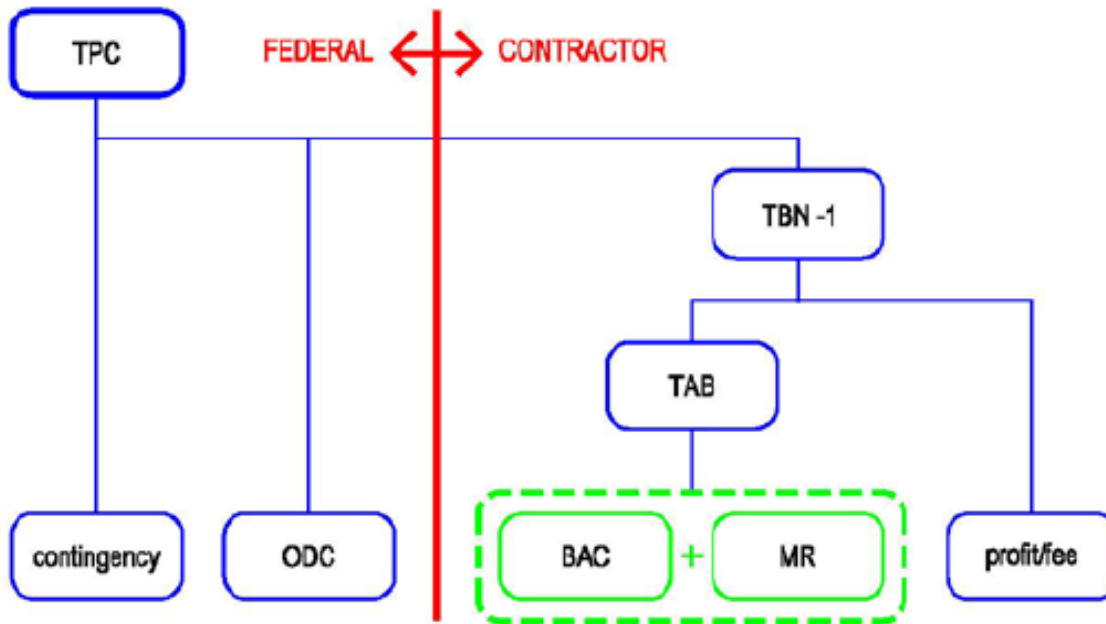 TPC
FEDERAL
CONTRACTOR
TBN -1
TAB
contingency
ODC
BAC + MR
profit/fee